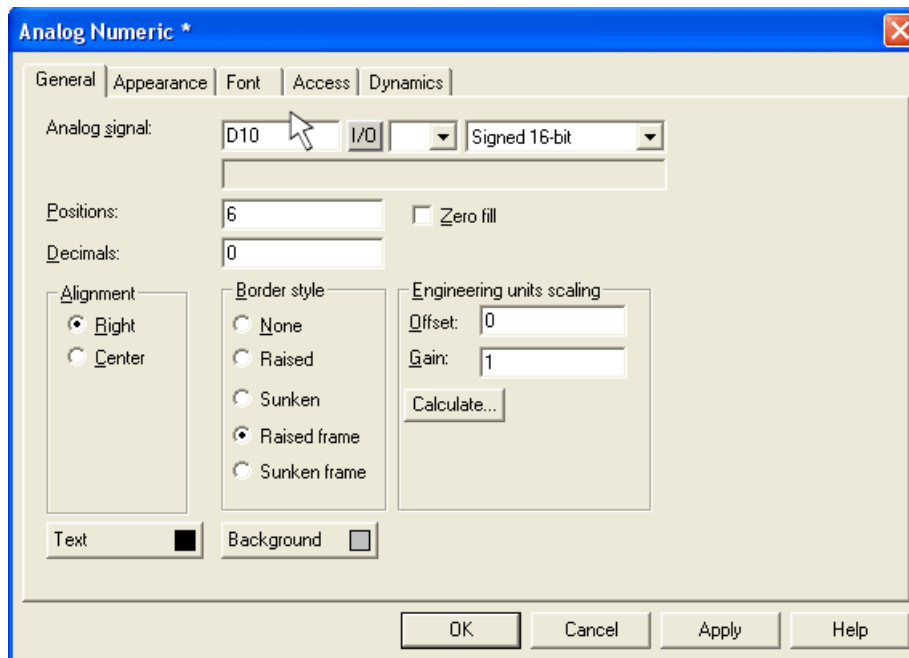 Analog Numeric *
General Appearance Font Access Dynamics
Analog signal: D10 I/O Signed 16-bit
Positions: 6 Zero fill
Decimals: 0
Alignment Border style Engineering units scaling
Right None Offset: 0
Center Raised Gain: 1
Sunken Calculate...
Raised frame
Sunken frame
Text Background
OK Cancel Apply Help